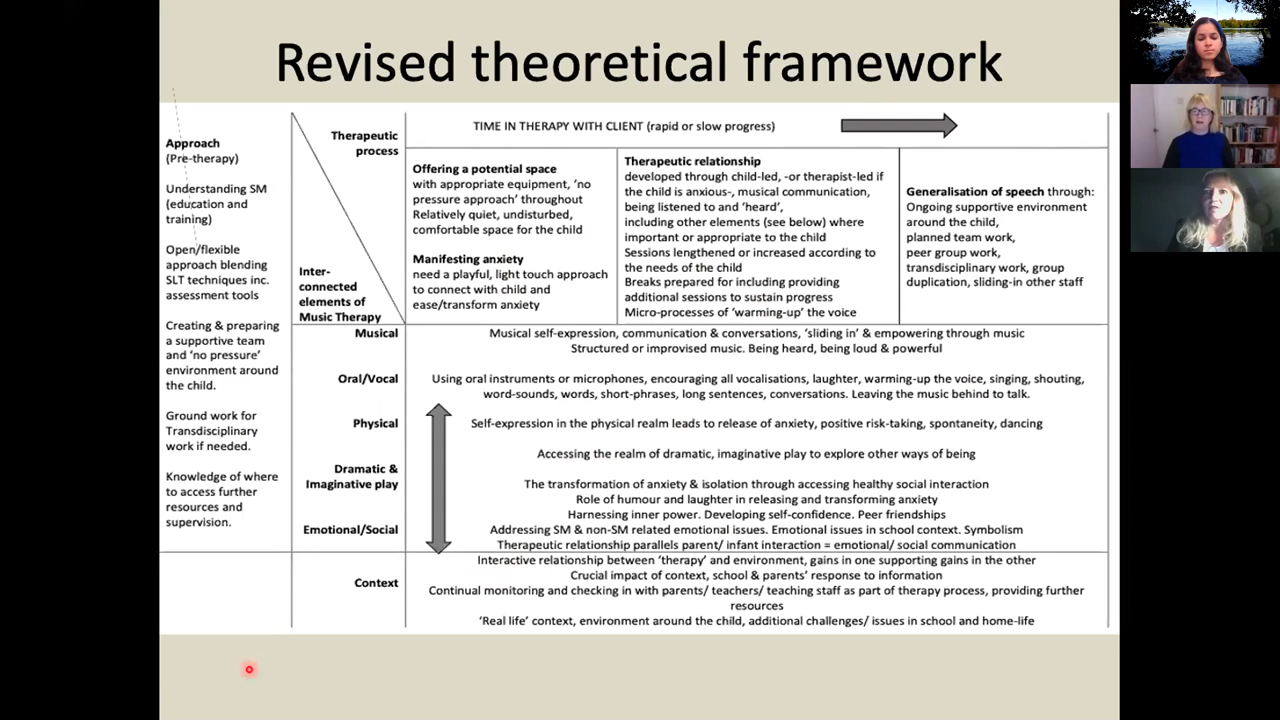 Revised theoretical framework
Approach
(Pre-therapy)
Understanding SM
(education and
training)
Open/flexible
approach blending
SLT techniques inc.
assessment tools
Creating & preparing
a supportive team
and 'no pressure'
environment around
the child.
Ground work for
Transdisciplinary
work if needed.
Knowledge of where
to access further
resources and
supervision.
Therapeutic
process
Inter-
connected
elements of
Music Therapy
TIME IN THERAPY WITH CLIENT (rapid or slow progress)
Offering a potential space
with appropriate equipment, 'no
pressure approach' throughout
Relatively quiet, undisturbed,
comfortable space for the child
Manifesting anxiety
need a playful, light touch approach
to connect with child and
ease/transform anxiety
Therapeutic relationship
developed through child-led, -or therapist-led if
the child is anxious-, musical communication,
being listened to and 'heard',
including other elements (see below) where
important or appropriate to the child
Sessions lengthened or increased according to
the needs of the child
Breaks prepared for including providing
additional sessions to sustain progress
Micro-processes of 'warming-up' the voice
Generalisation of speech through:
Ongoing supportive environment
around the child,
planned team work,
peer group work,
transdisciplinary work, group
duplication, sliding-in other staff
Musical
Musical self-expression, communication & conversations, 'sliding in' & empowering through music
Structured or improvised music. Being heard, being loud & powerful
Oral/Vocal
Using oral instruments or microphones, encouraging all vocalisations, laughter, warming-up the voice, singing, shouting,
word-sounds, words, short-phrases, long sentences, conversations. Leaving the music behind to talk.
Physical
Self-expression in the physical realm leads to release of anxiety, positive risk-taking, spontaneity, dancing
Accessing the realm of dramatic, imaginative play to explore other ways of being
Dramatic &
Imaginative play
The transformation of anxiety & isolation through accessing healthy social interaction
Role of humour and laughter in releasing and transforming anxiety
Harnessing inner power. Developing self-confidence. Peer friendships
Emotional/Social
Addressing SM & non-SM related emotional issues. Emotional issues in school context. Symbolism
Therapeutic relationship parallels parent/ infant interaction = emotional/ social communication
Context
Interactive relationship between 'therapy' and environment, gains in one supporting gains in the other
Crucial impact of context, school & parents' response to information
Continual monitoring and checking in with parents/ teachers/ teaching staff as part of therapy process, providing further
resources
'Real life' context, environment around the child, additional challenges/ issues in school and home-life